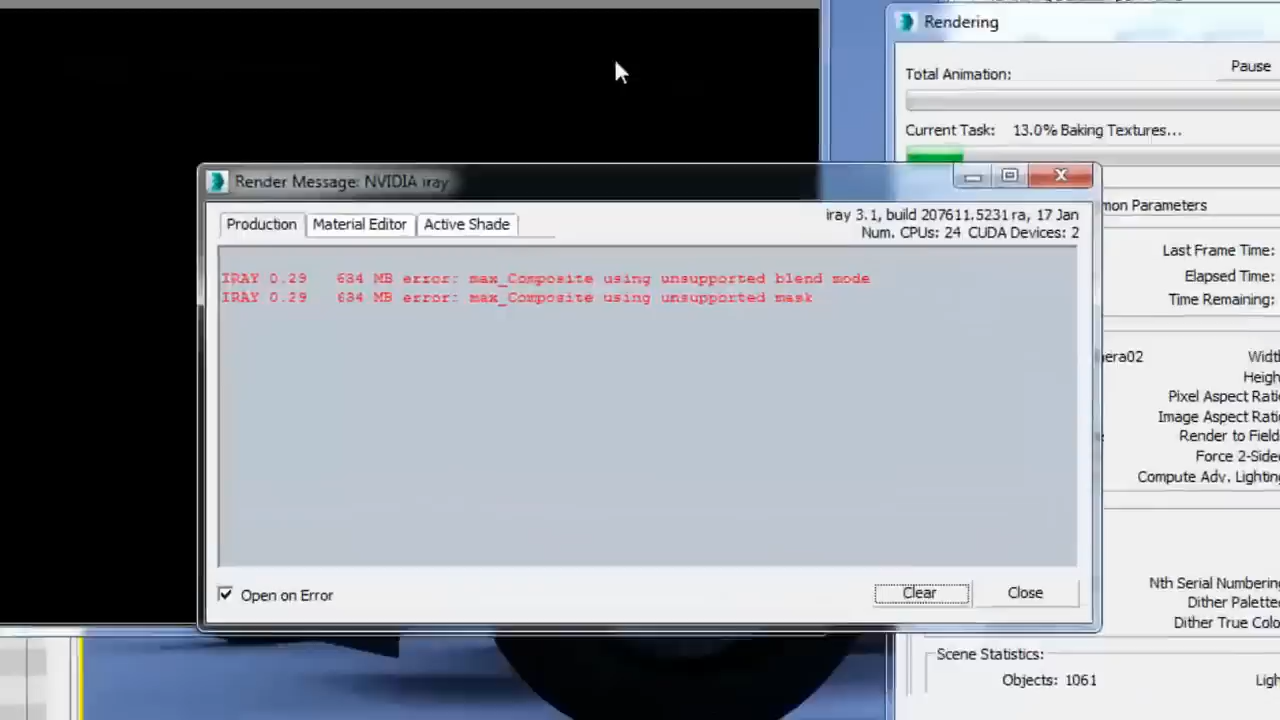 Rendering
Total Animation:
Pause
Current Task: 13.0% Baking Textures...
Render Message: NVIDIA iray
Production Material Editor Active Shade
iray 3.1, build 207611.5231 ra, 17 Jan
Num. CPUs: 24 CUDA Devices: 2
IRAY 0.29 634 MB error: max_Composite using unsupported blend mode
IRAY 0.29 634 MB error: max_Composite using unsupported mask
Open on Error
Clear
Close
mon Parameters
Last Frame Time:
Elapsed Time:
Time Remaining:
era02
Width
Heigh
Pixel Aspect Rati
Image Aspect Rati
Render to Field
Force 2-Side
Compute Adv. Lighting
Nth Serial Numbering
Dither Palette
Dither True Colo
Scene Statistics:
Objects: 1061
Ligh